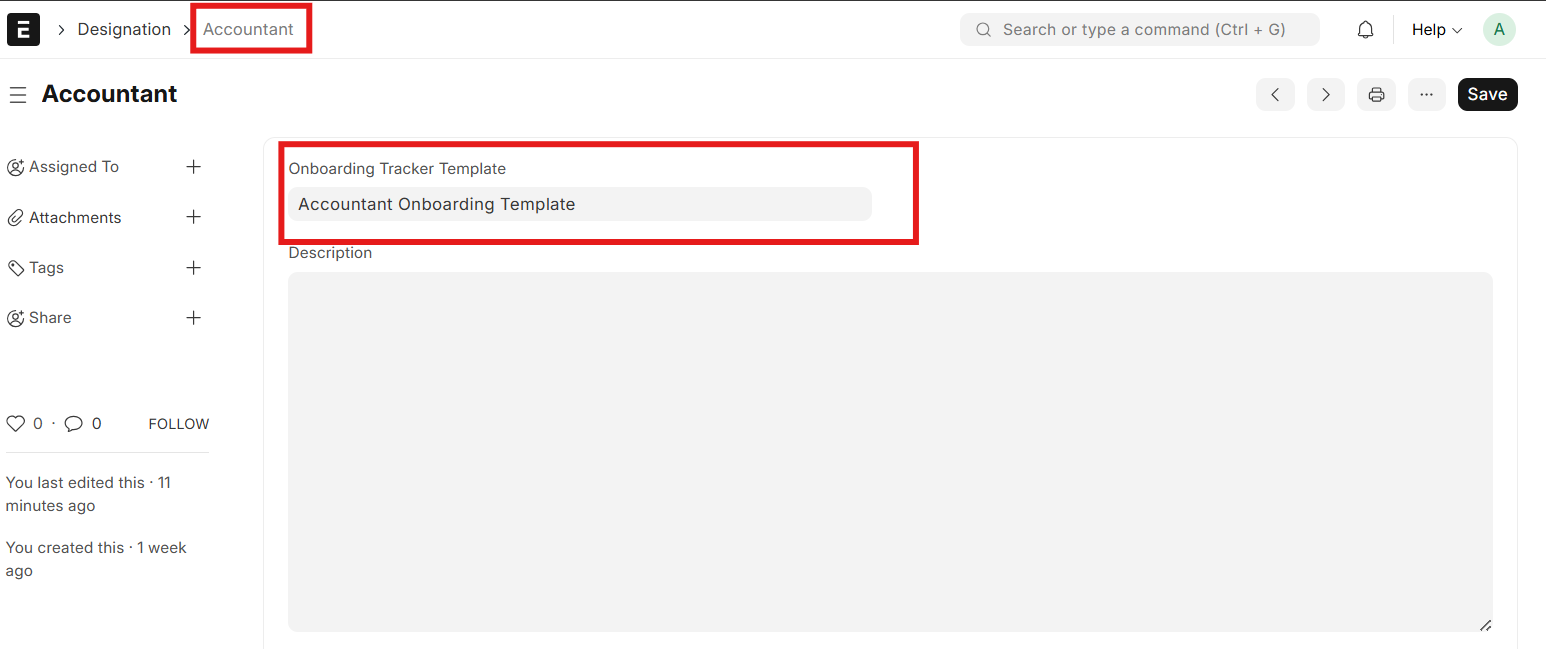 E Designation Accountant Search or type a command (Ctrl + G) Help A
Accountant Save
Assigned To
Attachments
Tags
Share
Onboarding Tracker Template
Accountant Onboarding Template
Description
0 · 0 FOLLOW
You last edited this · 11
minutes ago
You created this · 1 week
ago